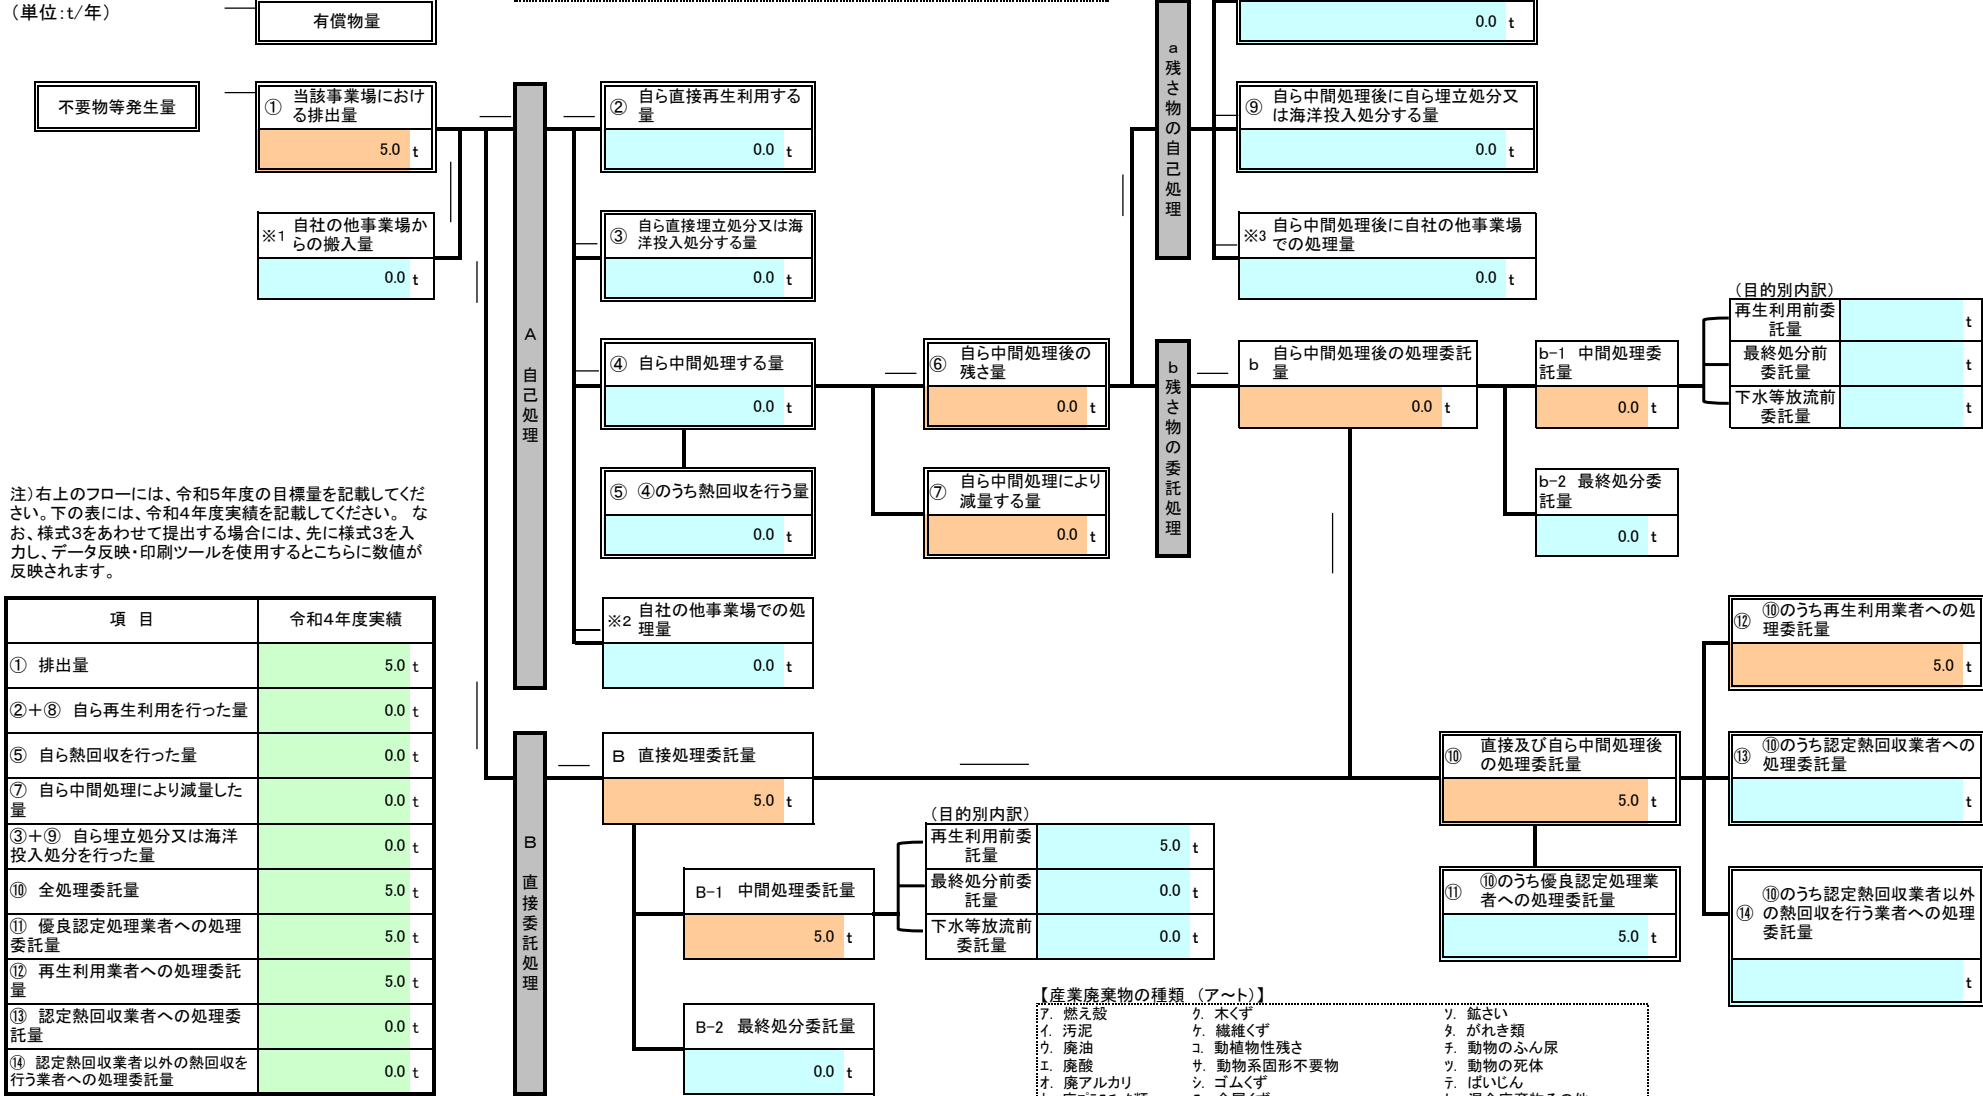 （単位:t/年）
有償物量
0.0 t
不要物等発生量
① 当該事業場におけ
る排出量
5.0 t
※1 自社の他事業場か
らの搬入量
0.0 t
A
自己処理
② 自ら直接再生利用する
量
0.0 t
③ 自ら直接埋立処分又は海
洋投入処分する量
0.0 t
④ 自ら中間処理する量
0.0 t
⑤ ④のうち熱回収を行う量
0.0 t
※2 自社の他事業場での処
理量
0.0 t
⑥ 自ら中間処理後の
残さ量
0.0 t
⑦ 自ら中間処理により
減量する量
0.0 t
a
残さ物の自己処理
⑨ 自ら中間処理後に自ら埋立処分又
は海洋投入処分する量
0.0 t
※3 自ら中間処理後に自社の他事業場
での処理量
0.0 t
b
残さ物の委託処理
b 自ら中間処理後の処理委託
量
0.0 t
b-1 中間処理委
託量
0.0 t
b-2 最終処分委
託量
0.0 t
（目的別内訳）
再生利用前委
託量
t
最終処分前
委託量
t
下水等放流前
委託量
t
注）右上のフローには、令和5年度の目標量を記載してくだ
さい。下の表には、令和4年度実績を記載してください。 な
お、様式3をあわせて提出する場合には、先に様式3を入
力し、データ反映・印刷ツールを使用するとこちらに数値が
反映されます。
項 目 令和4年度実績
① 排出量 5.0 t
②＋⑧ 自ら再生利用を行った量 0.0 t
⑤ 自ら熱回収を行った量 0.0 t
⑦ 自ら中間処理により減量した
量 0.0 t
③＋⑨ 自ら埋立処分又は海洋
投入処分を行った量 0.0 t
⑩ 全処理委託量 5.0 t
⑪ 優良認定処理業者への処理
委託量 5.0 t
⑫ 再生利用業者への処理委託
量 5.0 t
⑬ 認定熱回収業者への処理委
託量 0.0 t
⑭ 認定熱回収業者以外の熱回収を
行う業者への処理委託量 0.0 t
B
直接委託処理
B 直接処理委託量
5.0 t
B-1 中間処理委託量
5.0 t
B-2 最終処分委託量
0.0 t
（目的別内訳）
再生利用前委
託量
5.0 t
最終処分前委
託量
0.0 t
下水等放流前
委託量
0.0 t
⑩ 直接及び自ら中間処理後
の処理委託量
5.0 t
⑪ ⑩のうち優良認定処理業
者への処理委託量
5.0 t
⑫ ⑩のうち再生利用業者への処
理委託量
5.0 t
⑬ ⑩のうち認定熱回収業者への
処理委託量
t
⑭ ⑩のうち認定熱回収業者以外
の熱回収を行う業者への処理
委託量
t
【産業廃棄物の種類 （ア～ト）】
ア. 燃え殻 ク. 木くず ソ. 鉱さい
イ. 汚泥 ケ. 繊維くず タ. がれき類
ウ. 廃油 コ. 動植物性残さ チ. 動物のふん尿
エ. 廃酸 サ. 動物系固形不要物 ツ. 動物の死体
オ. 廃アルカリ シ. ゴムくず テ. ばいじん